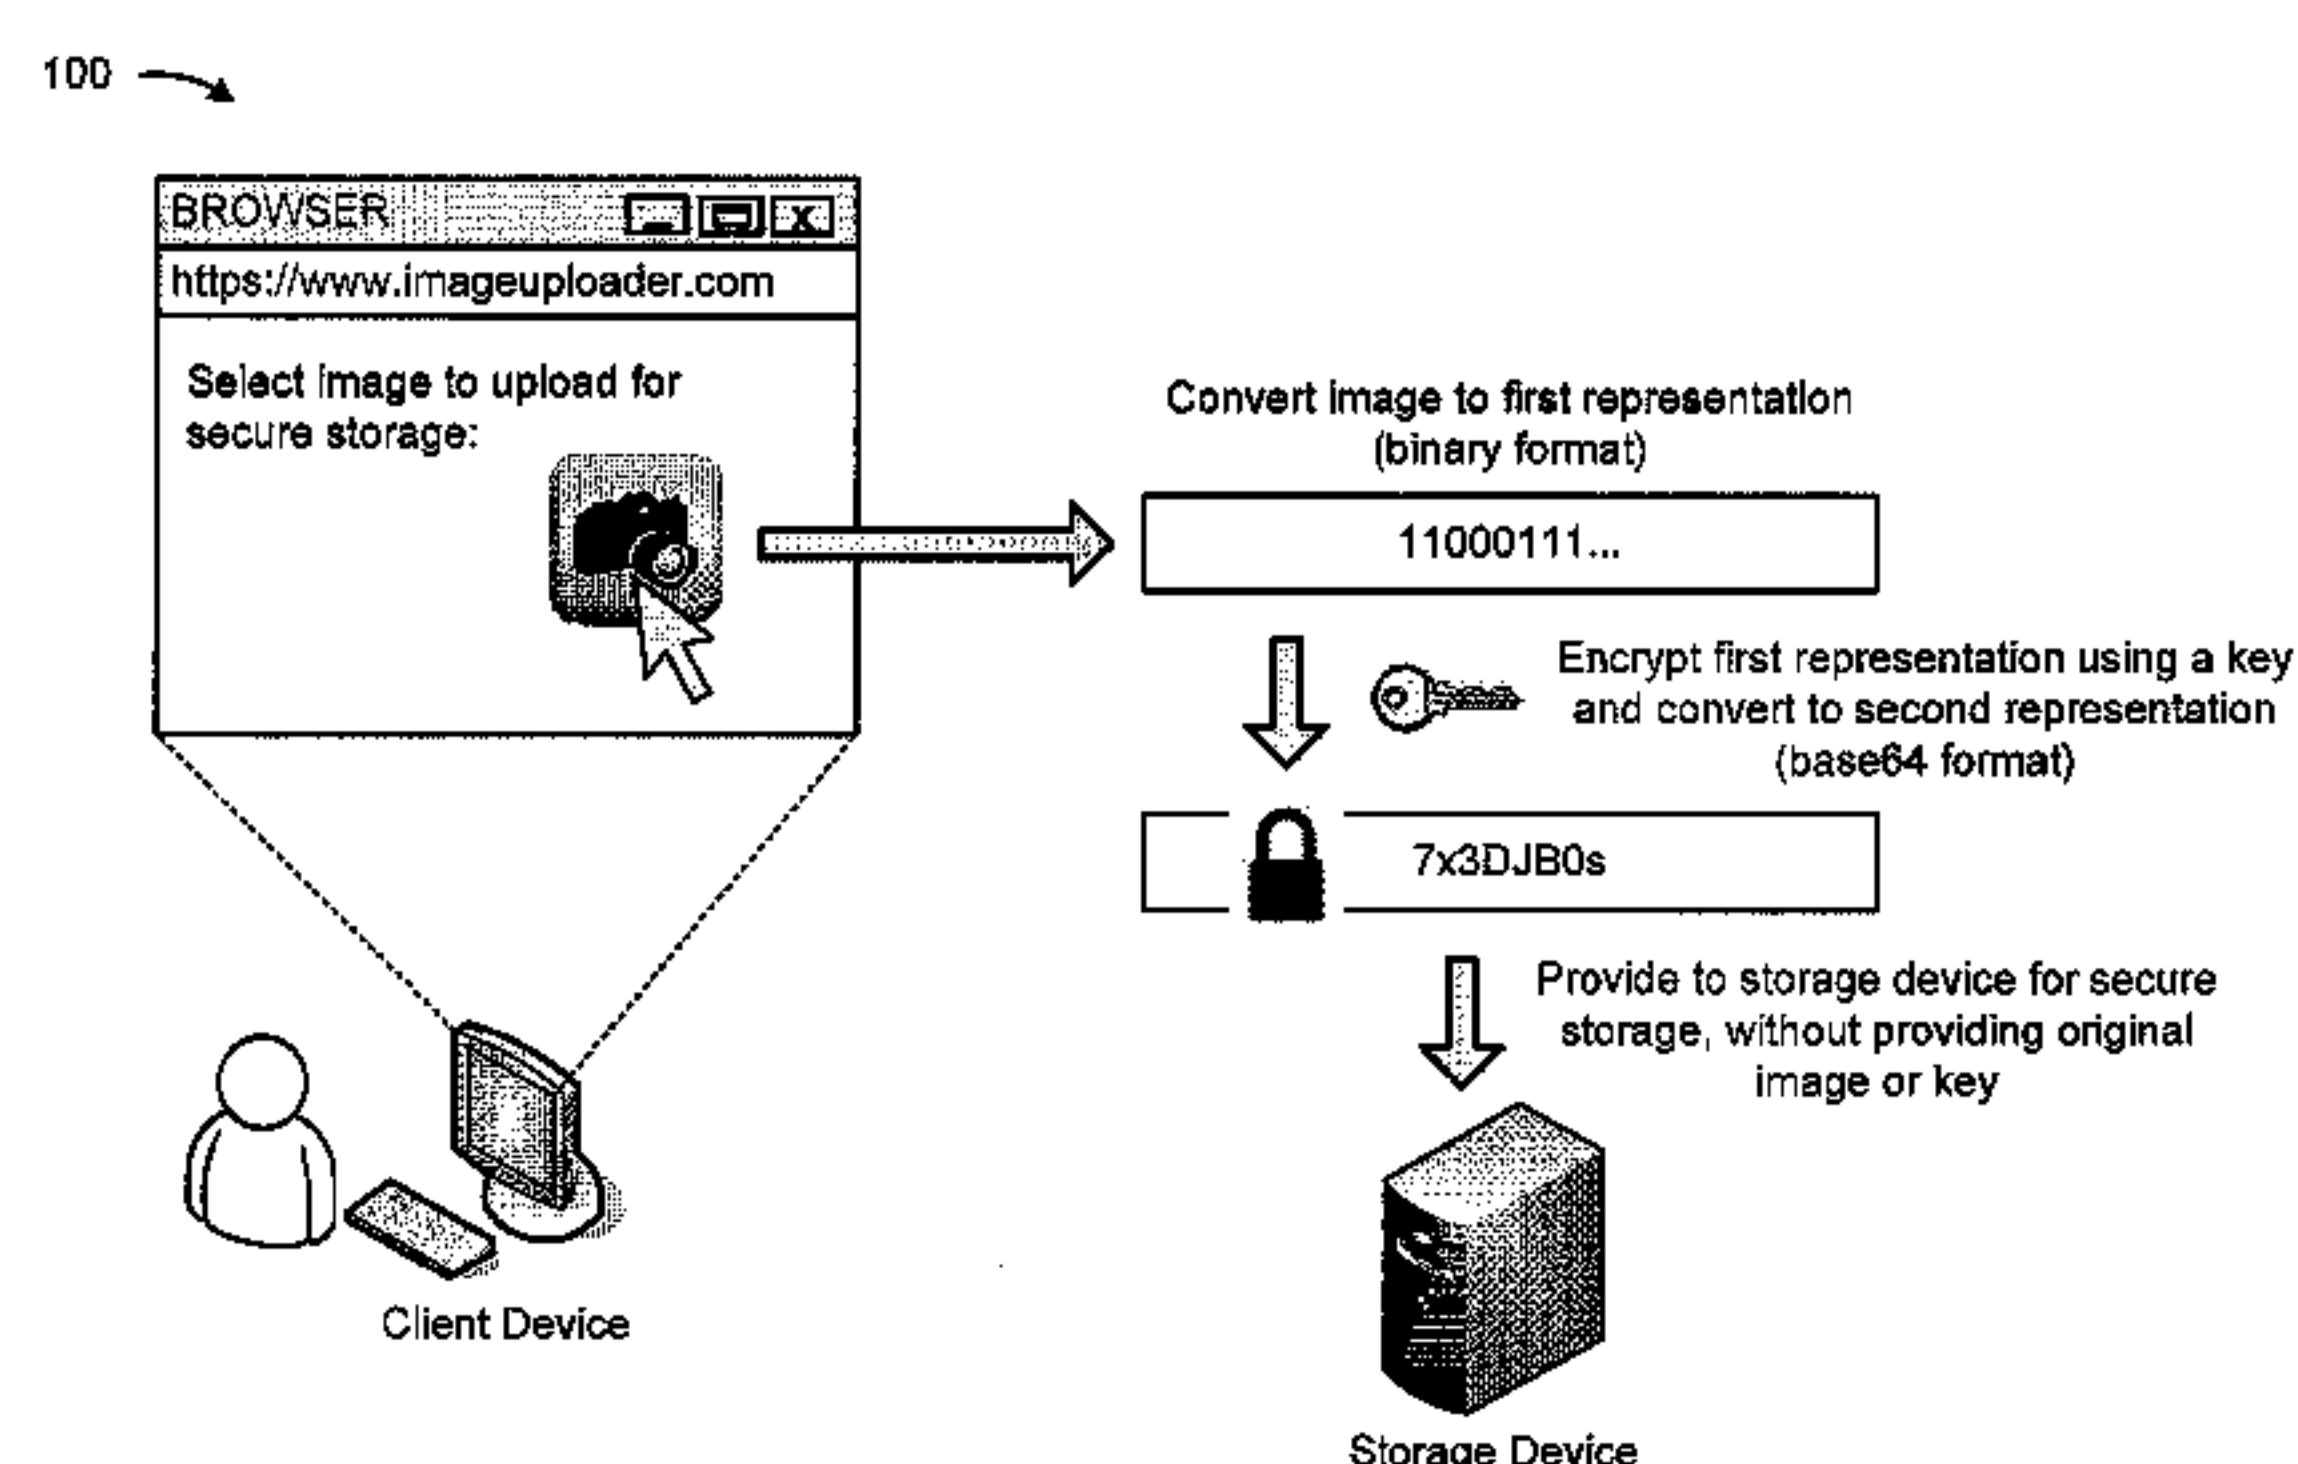 100
BROWSER
X
https://www.imageuploader.com
Select image to upload for
secure storage:
Convert image to first representation
(binary format)
11000111...
Encrypt first representation using a key
and convert to second representation
(base64 format)
7x3DJB0s
Provide to storage device for secure
storage, without providing original
image or key
Client Device
Storage Device